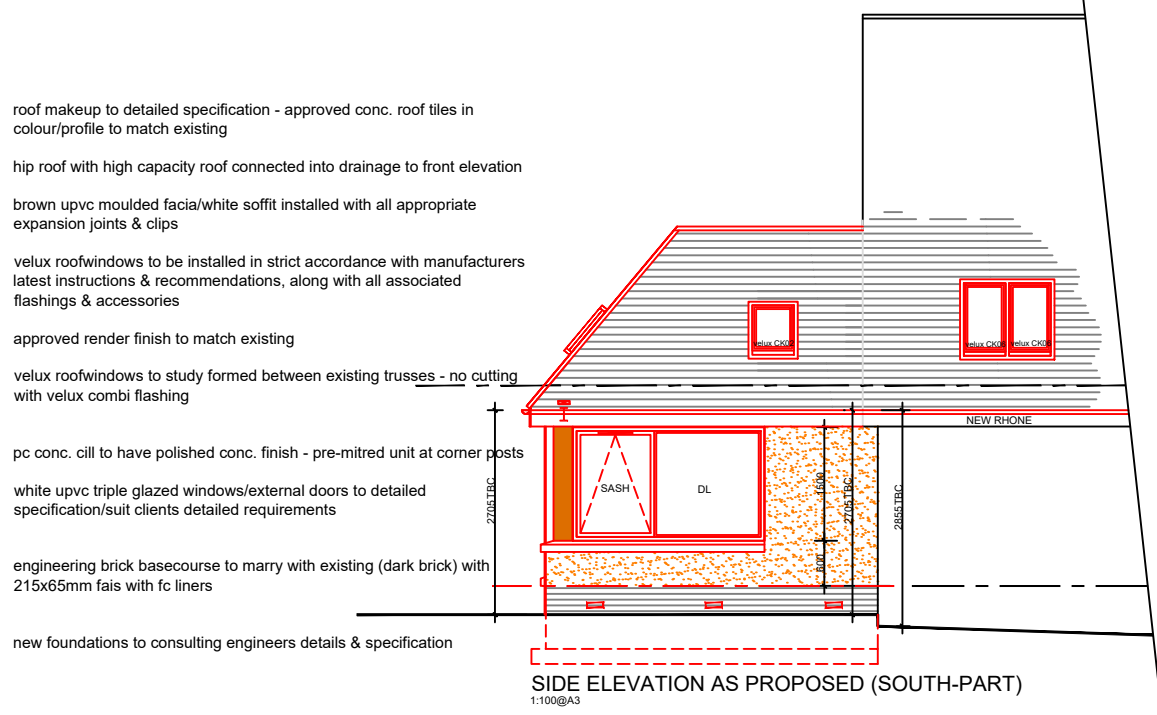 roof makeup to detailed specification - approved conc. roof tiles in
colour/profile to match existing
hip roof with high capacity roof connected into drainage to front elevation
brown upvc moulded facia/white soffit installed with all appropriate
expansion joints & clips
velux roofwindows to be installed in strict accordance with manufacturers
latest instructions & recommendations, along with all associated
flashings & accessories
approved render finish to match existing
velux roofwindows to study formed between existing trusses - no cutting
with velux combi flashing
pc conc. cill to have polished conc. finish - pre-mitred unit at corner posts
white upvc triple glazed windows/external doors to detailed
specification/suit clients detailed requirements
engineering brick basecourse to marry with existing (dark brick) with
215x65mm fais with fc liners
new foundations to consulting engineers details & specification
velux CK02
velux CK06
velux CK06
NEW RHONE
SASH
DL
2705TBC
1500
600
2705TBC
2855TBC
SIDE ELEVATION AS PROPOSED (SOUTH-PART)
1:100@A3